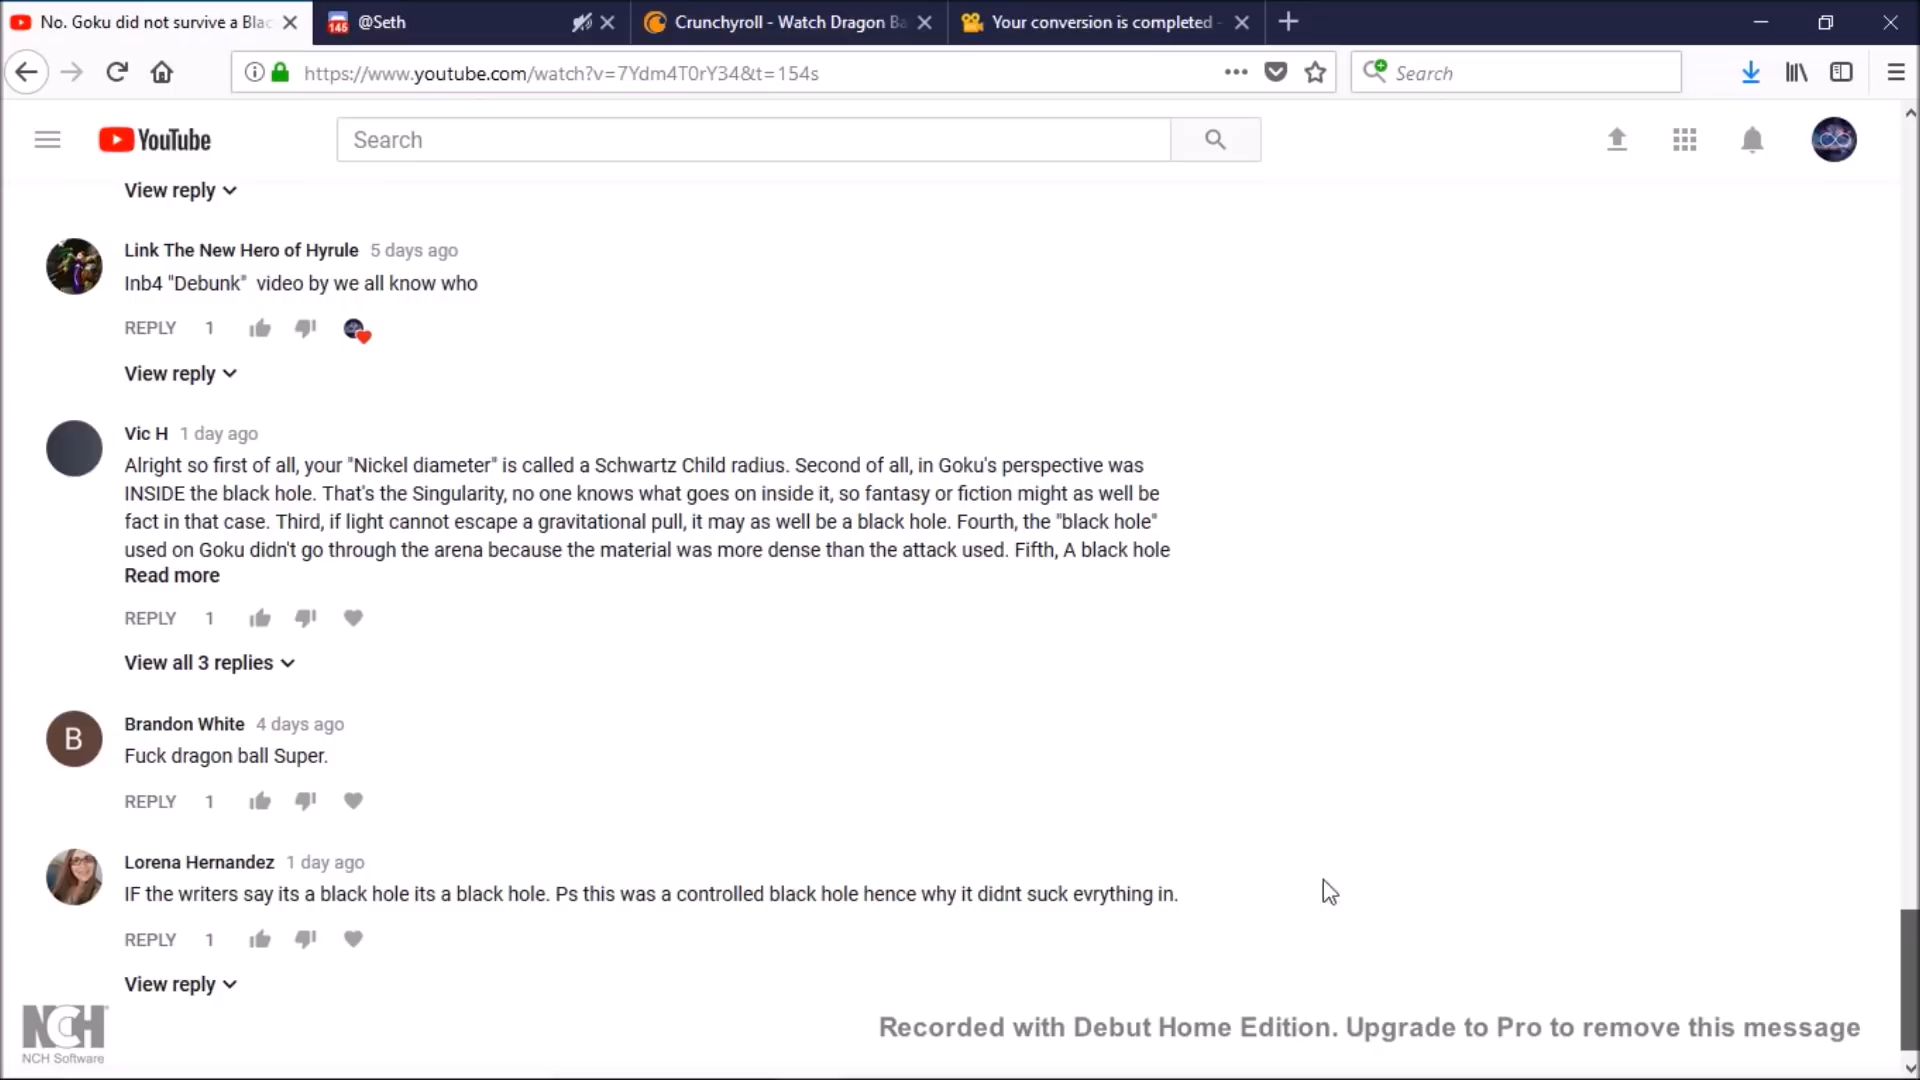 No. Goku did not survive a Blac
146
@Seth
Crunchyroll - Watch Dragon Ba
Your conversion is completed -
https://www.youtube.com/watch?v=7Ydm4T0rY34&t=154s
Search
YouTube
Search
View reply
Link The New Hero of Hyrule 5 days ago
Inb4 "Debunk" video by we all know who
REPLY 1
View reply
Vic H 1 day ago
Alright so first of all, your "Nickel diameter" is called a Schwartz Child radius. Second of all, in Goku's perspective was
INSIDE the black hole. That's the Singularity, no one knows what goes on inside it, so fantasy or fiction might as well be
fact in that case. Third, if light cannot escape a gravitational pull, it may as well be a black hole. Fourth, the "black hole"
used on Goku didn't go through the arena because the material was more dense than the attack used. Fifth, A black hole
Read more
REPLY 1
View all 3 replies
B
Brandon White 4 days ago
Fuck dragon ball Super.
REPLY 1
Lorena Hernandez 1 day ago
IF the writers say its a black hole its a black hole. Ps this was a controlled black hole hence why it didnt suck evrything in.
REPLY 1
View reply
NCH
NCH Software
Recorded with Debut Home Edition. Upgrade to Pro to remove this message